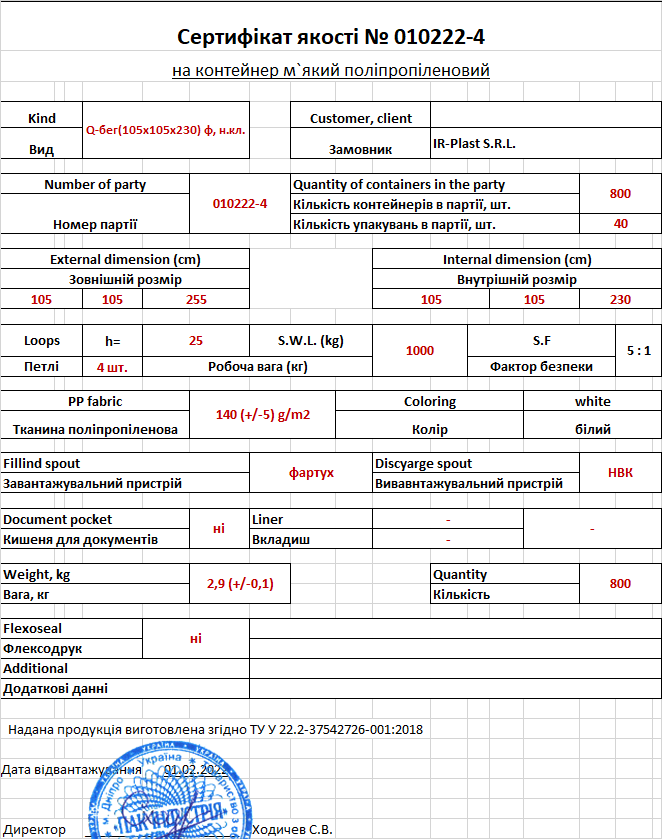 Сертифікат якості № 010222-4
на контейнер м`який поліпропіленовий
Kind
Вид
Q-бег(105x105x230) ф, н.кл.
Customer, client
Замовник
IR-Plast S.R.L.
Number of party
Номер партії
010222-4
Quantity of containers in the party
Кількість контейнерів в партії, шт.
800
Кількість упакувань в партії, шт.
40
External dimension (cm)
Зовнішній розмір
105 105 255
Internal dimension (cm)
Внутрішній розмір
105 105 230
Loops h= 25 S.W.L. (kg)
Петлі 4 шт. Робоча вага (кг)
1000
S.F
Фактор безпеки
5 : 1
PP fabric
Тканина поліпропіленова
140 (+/-5) g/m2
Coloring white
Колір білий
Fillind spout
Завантажувальний пристрій
фартух
Discyarge spout
Вивавнтажувальний пристрій
НВК
Document pocket
Кишеня для документів
ні
Liner -
Вкладиш -
-
Weight, kg
Вага, кг
2,9 (+/-0,1)
Quantity
Кількість
800
Flexoseal
Флексодрук
ні
Additional
Додаткові данні
Надана продукція виготовлена згідно ТУ У 22.2-37542726-001:2018
Дата відвантажування 01.02.2022
Директор Ходичев С.В.
УКРАЇНА
м. Дніпро ✶ Україна ✶
"ПАК ІНДУСТРІЯ"